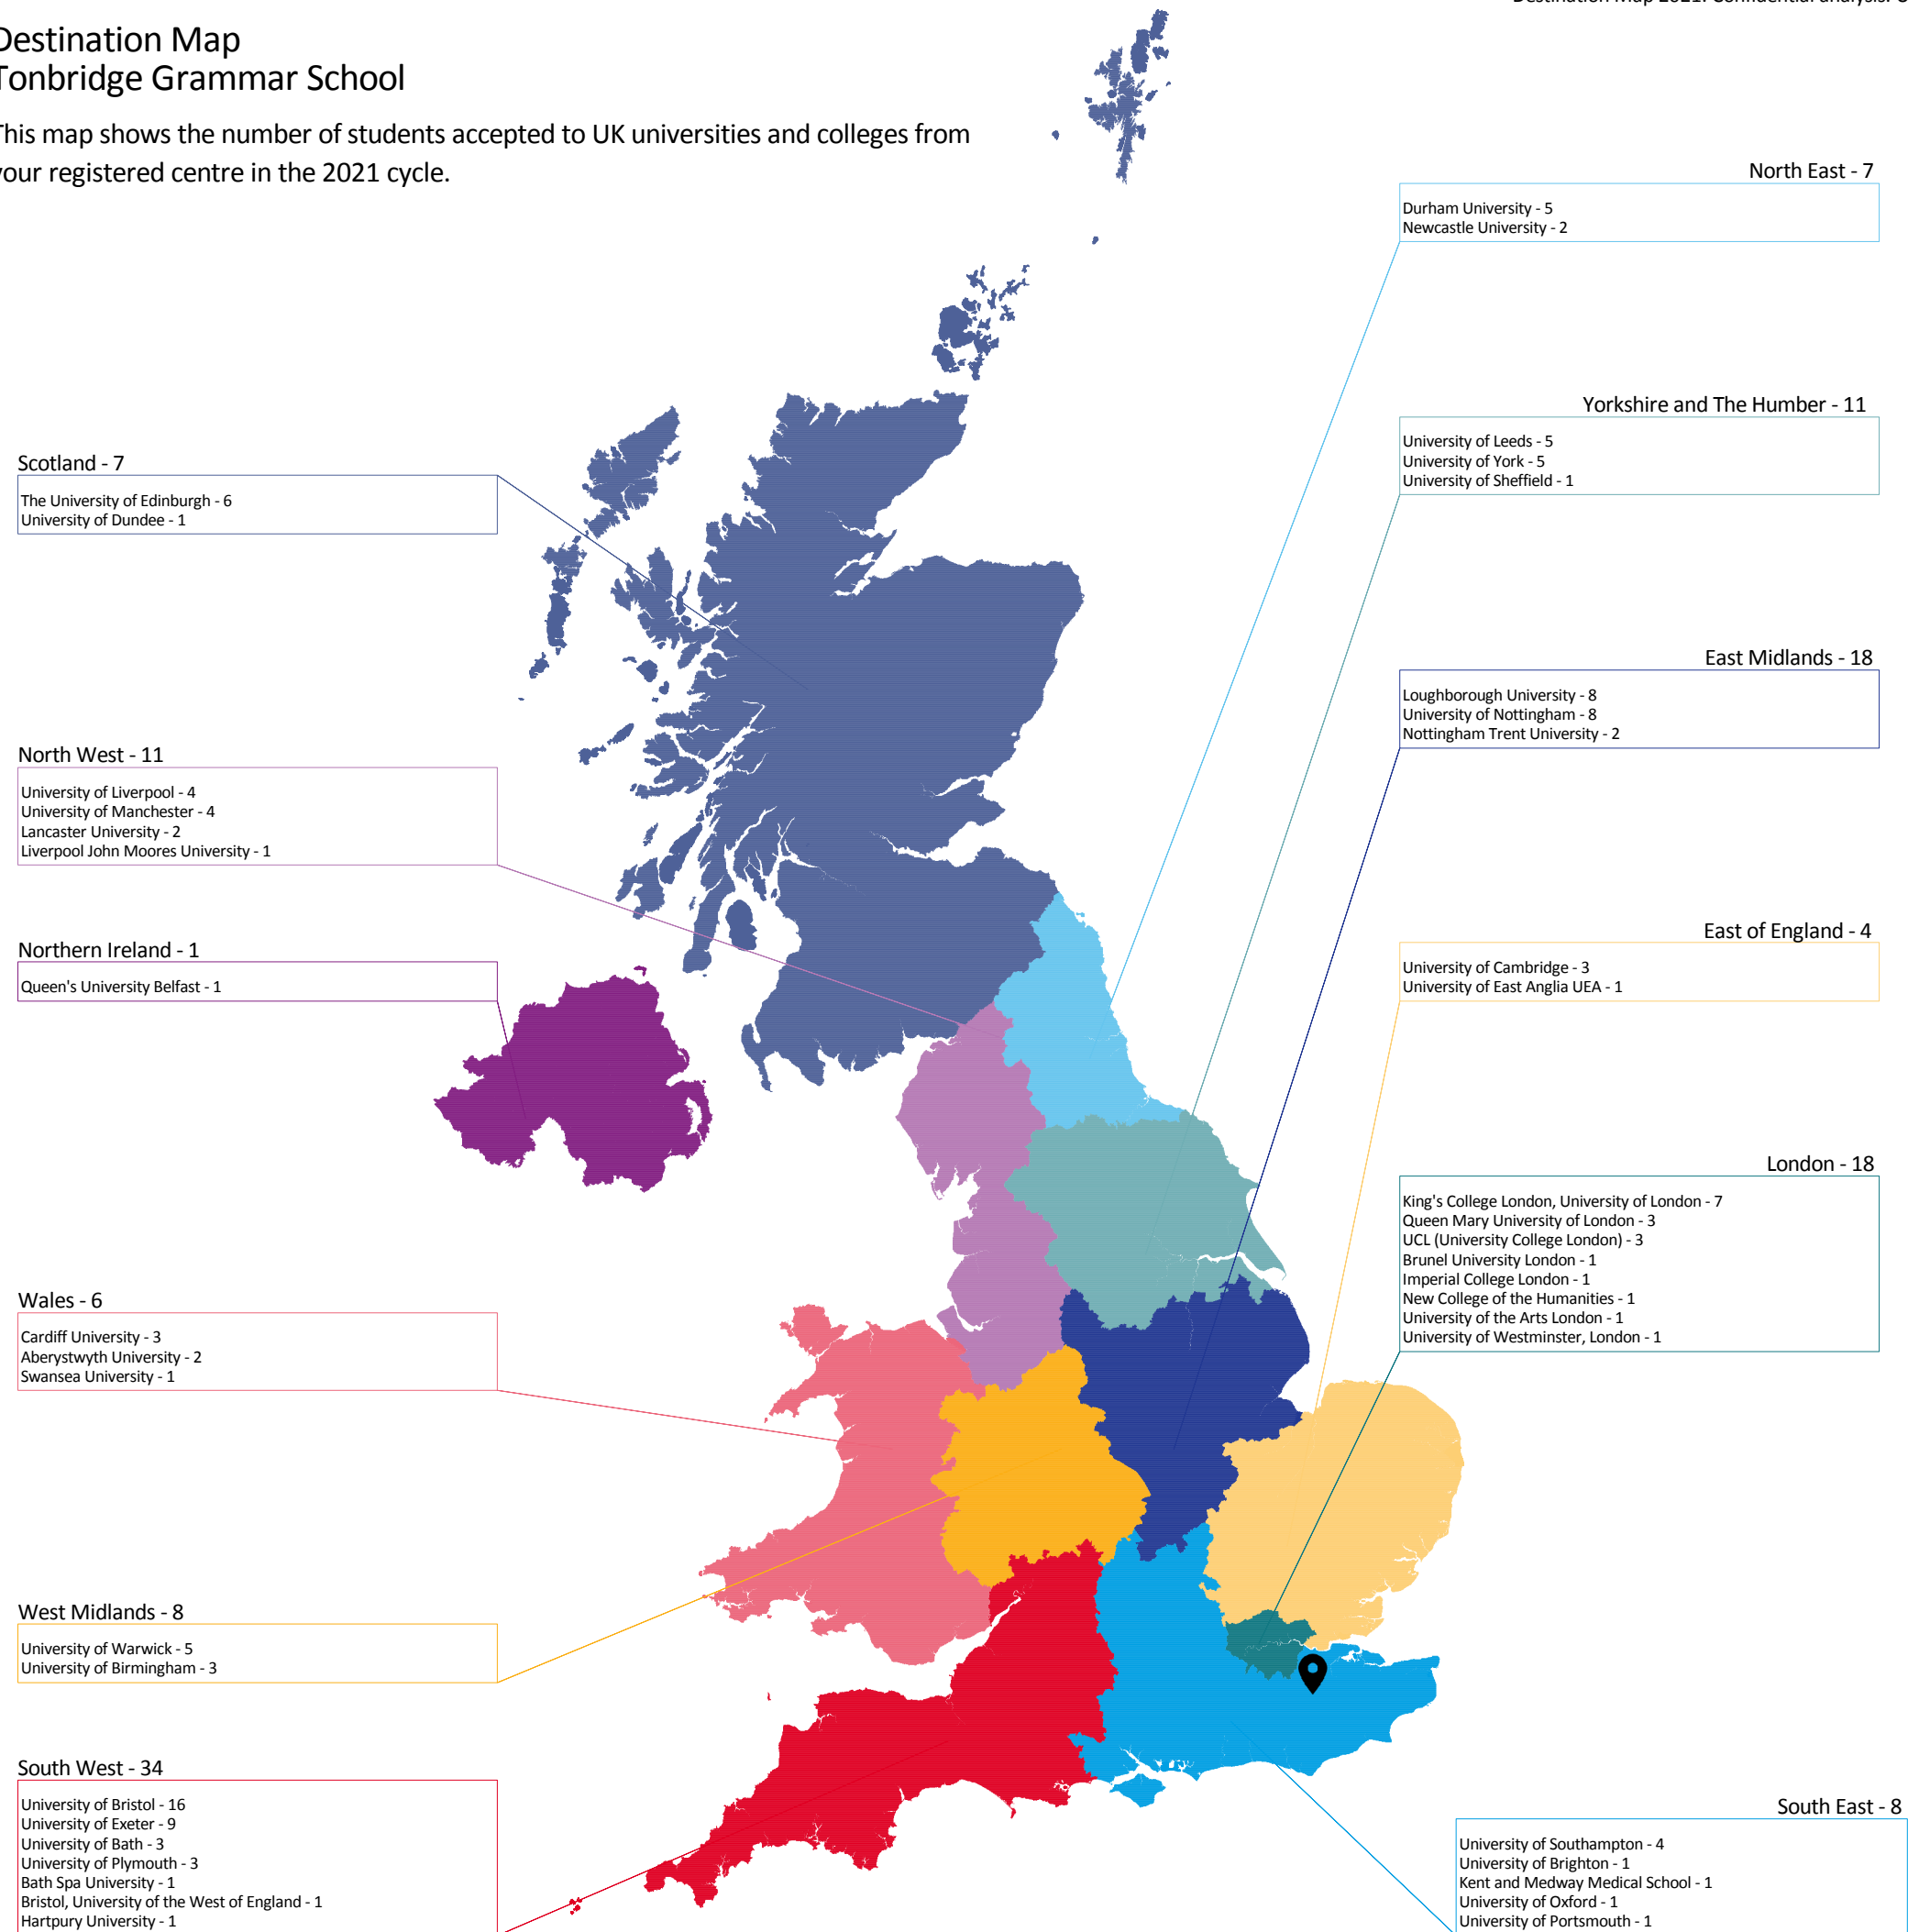 Destination Map 2021. Confidential analysis.
Destination Map
Tonbridge Grammar School
This map shows the number of students accepted to UK universities and colleges from
your registered centre in the 2021 cycle.
North East - 7
Durham University - 5
Newcastle University - 2
Yorkshire and The Humber - 11
University of Leeds - 5
University of York - 5
University of Sheffield - 1
Scotland - 7
The University of Edinburgh - 6
University of Dundee - 1
East Midlands - 18
Loughborough University - 8
University of Nottingham - 8
Nottingham Trent University - 2
North West - 11
University of Liverpool - 4
University of Manchester - 4
Lancaster University - 2
Liverpool John Moores University - 1
East of England - 4
University of Cambridge - 3
University of East Anglia UEA - 1
Northern Ireland - 1
Queen's University Belfast - 1
London - 18
King's College London, University of London - 7
Queen Mary University of London - 3
UCL (University College London) - 3
Brunel University London - 1
Imperial College London - 1
New College of the Humanities - 1
University of the Arts London - 1
University of Westminster, London - 1
Wales - 6
Cardiff University - 3
Aberystwyth University - 2
Swansea University - 1
West Midlands - 8
University of Warwick - 5
University of Birmingham - 3
South West - 34
University of Bristol - 16
University of Exeter - 9
University of Bath - 3
University of Plymouth - 3
Bath Spa University - 1
Bristol, University of the West of England - 1
Hartpury University - 1
South East - 8
University of Southampton - 4
University of Brighton - 1
Kent and Medway Medical School - 1
University of Oxford - 1
University of Portsmouth - 1